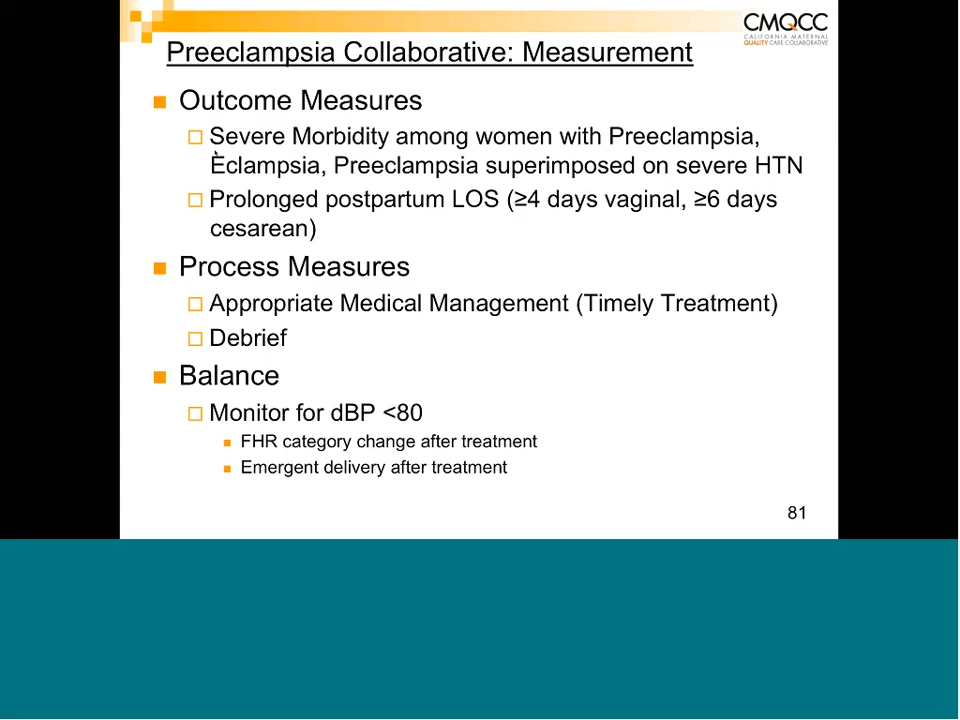 CMQCC
CALIFORNIA MATERNAL
QUALITY CARE COLLABORATIVE
Preeclampsia Collaborative: Measurement
Outcome Measures
Severe Morbidity among women with Preeclampsia,
Èclampsia, Preeclampsia superimposed on severe HTN
Prolonged postpartum LOS (≥4 days vaginal, ≥6 days
cesarean)
Process Measures
Appropriate Medical Management (Timely Treatment)
Debrief
Balance
Monitor for dBP <80
FHR category change after treatment
Emergent delivery after treatment
81